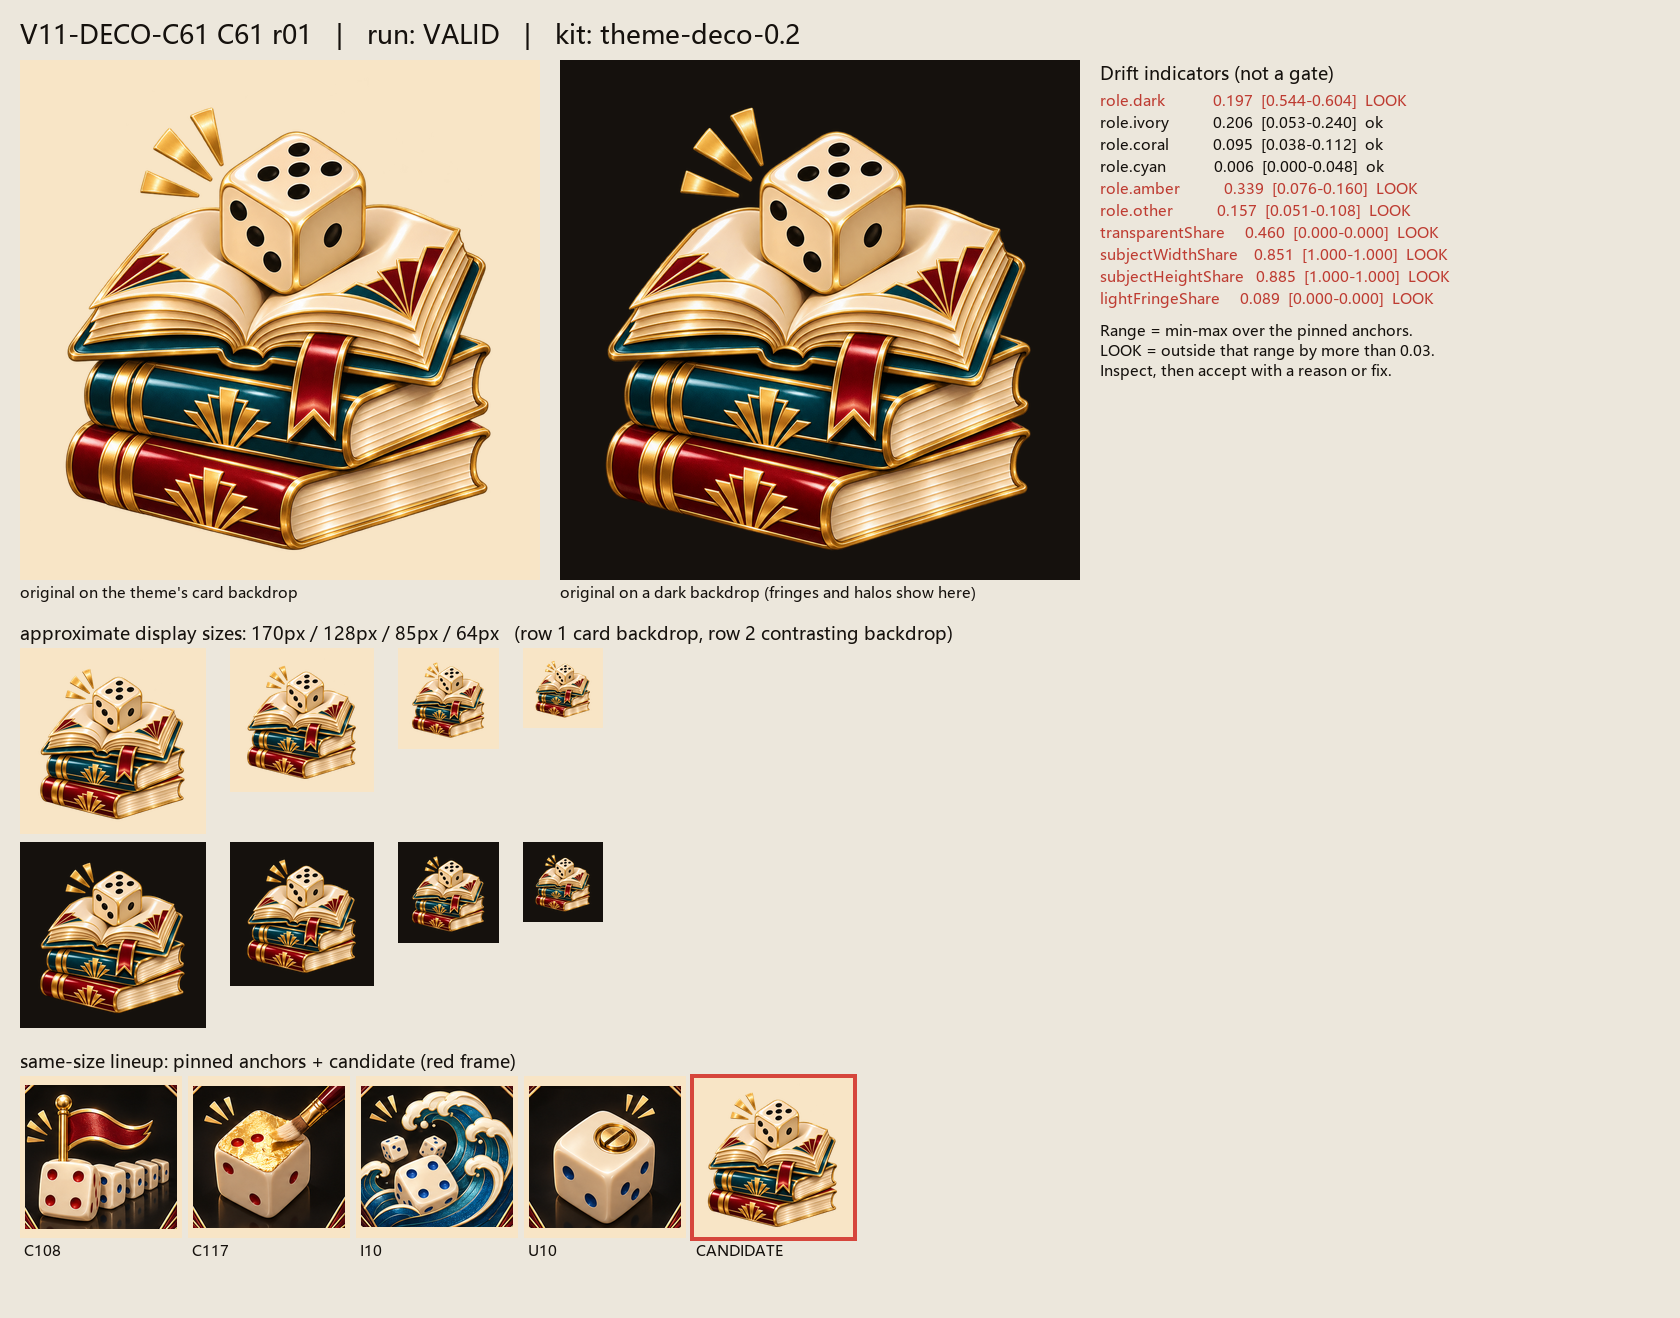 V11-DECO-C61 C61 r01 | run: VALID | kit: theme-deco-0.2
Drift indicators (not a gate)
role.dark 0.197 [0.544-0.604] LOOK
role.ivory 0.206 [0.053-0.240] ok
role.coral 0.095 [0.038-0.112] ok
role.cyan 0.006 [0.000-0.048] ok
role.amber 0.339 [0.076-0.160] LOOK
role.other 0.157 [0.051-0.108] LOOK
transparentShare 0.460 [0.000-0.000] LOOK
subjectWidthShare 0.851 [1.000-1.000] LOOK
subjectHeightShare 0.885 [1.000-1.000] LOOK
lightFringeShare 0.089 [0.000-0.000] LOOK
Range = min-max over the pinned anchors.
LOOK = outside that range by more than 0.03.
Inspect, then accept with a reason or fix.
original on the theme's card backdrop
original on a dark backdrop (fringes and halos show here)
approximate display sizes: 170px / 128px / 85px / 64px (row 1 card backdrop, row 2 contrasting backdrop)
same-size lineup: pinned anchors + candidate (red frame)
C108
C117
I10
U10
CANDIDATE